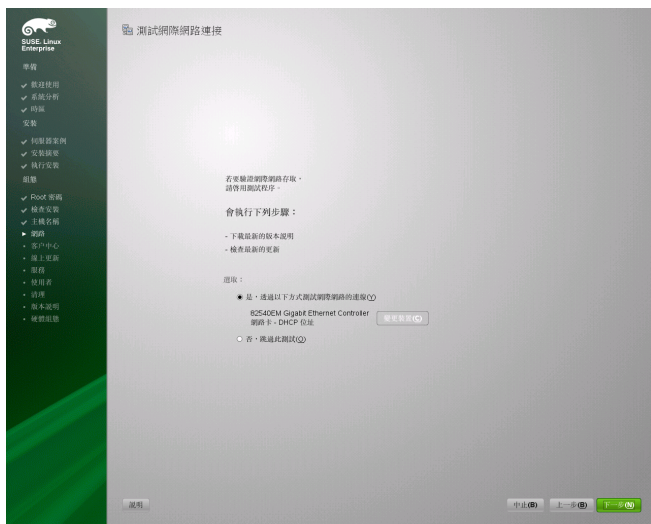 SUSE. Linux
Enterprise
準備
歡迎使用
系統分析
時區
安裝
伺服器案例
安裝摘要
執行安裝
組態
Root 密碼
檢查安裝
主機名稱
網路
客戶中心
線上更新
服務
使用者
清理
版本說明
硬體組態
測試網際網路連接
若要驗證網際網路存取，
請啓用測試程序。
會執行下列步驟：
- 下載最新的版本說明
- 檢查最新的更新
選取：
是，透過以下方式測試網際網路的連線(Y)
82540EM Gigabit Ethernet Controller
網路卡 - DHCP 位址
變更裝置(C)
否，跳過此測試(O)
說明
中止(B)
上一步(B)
下一步(N)